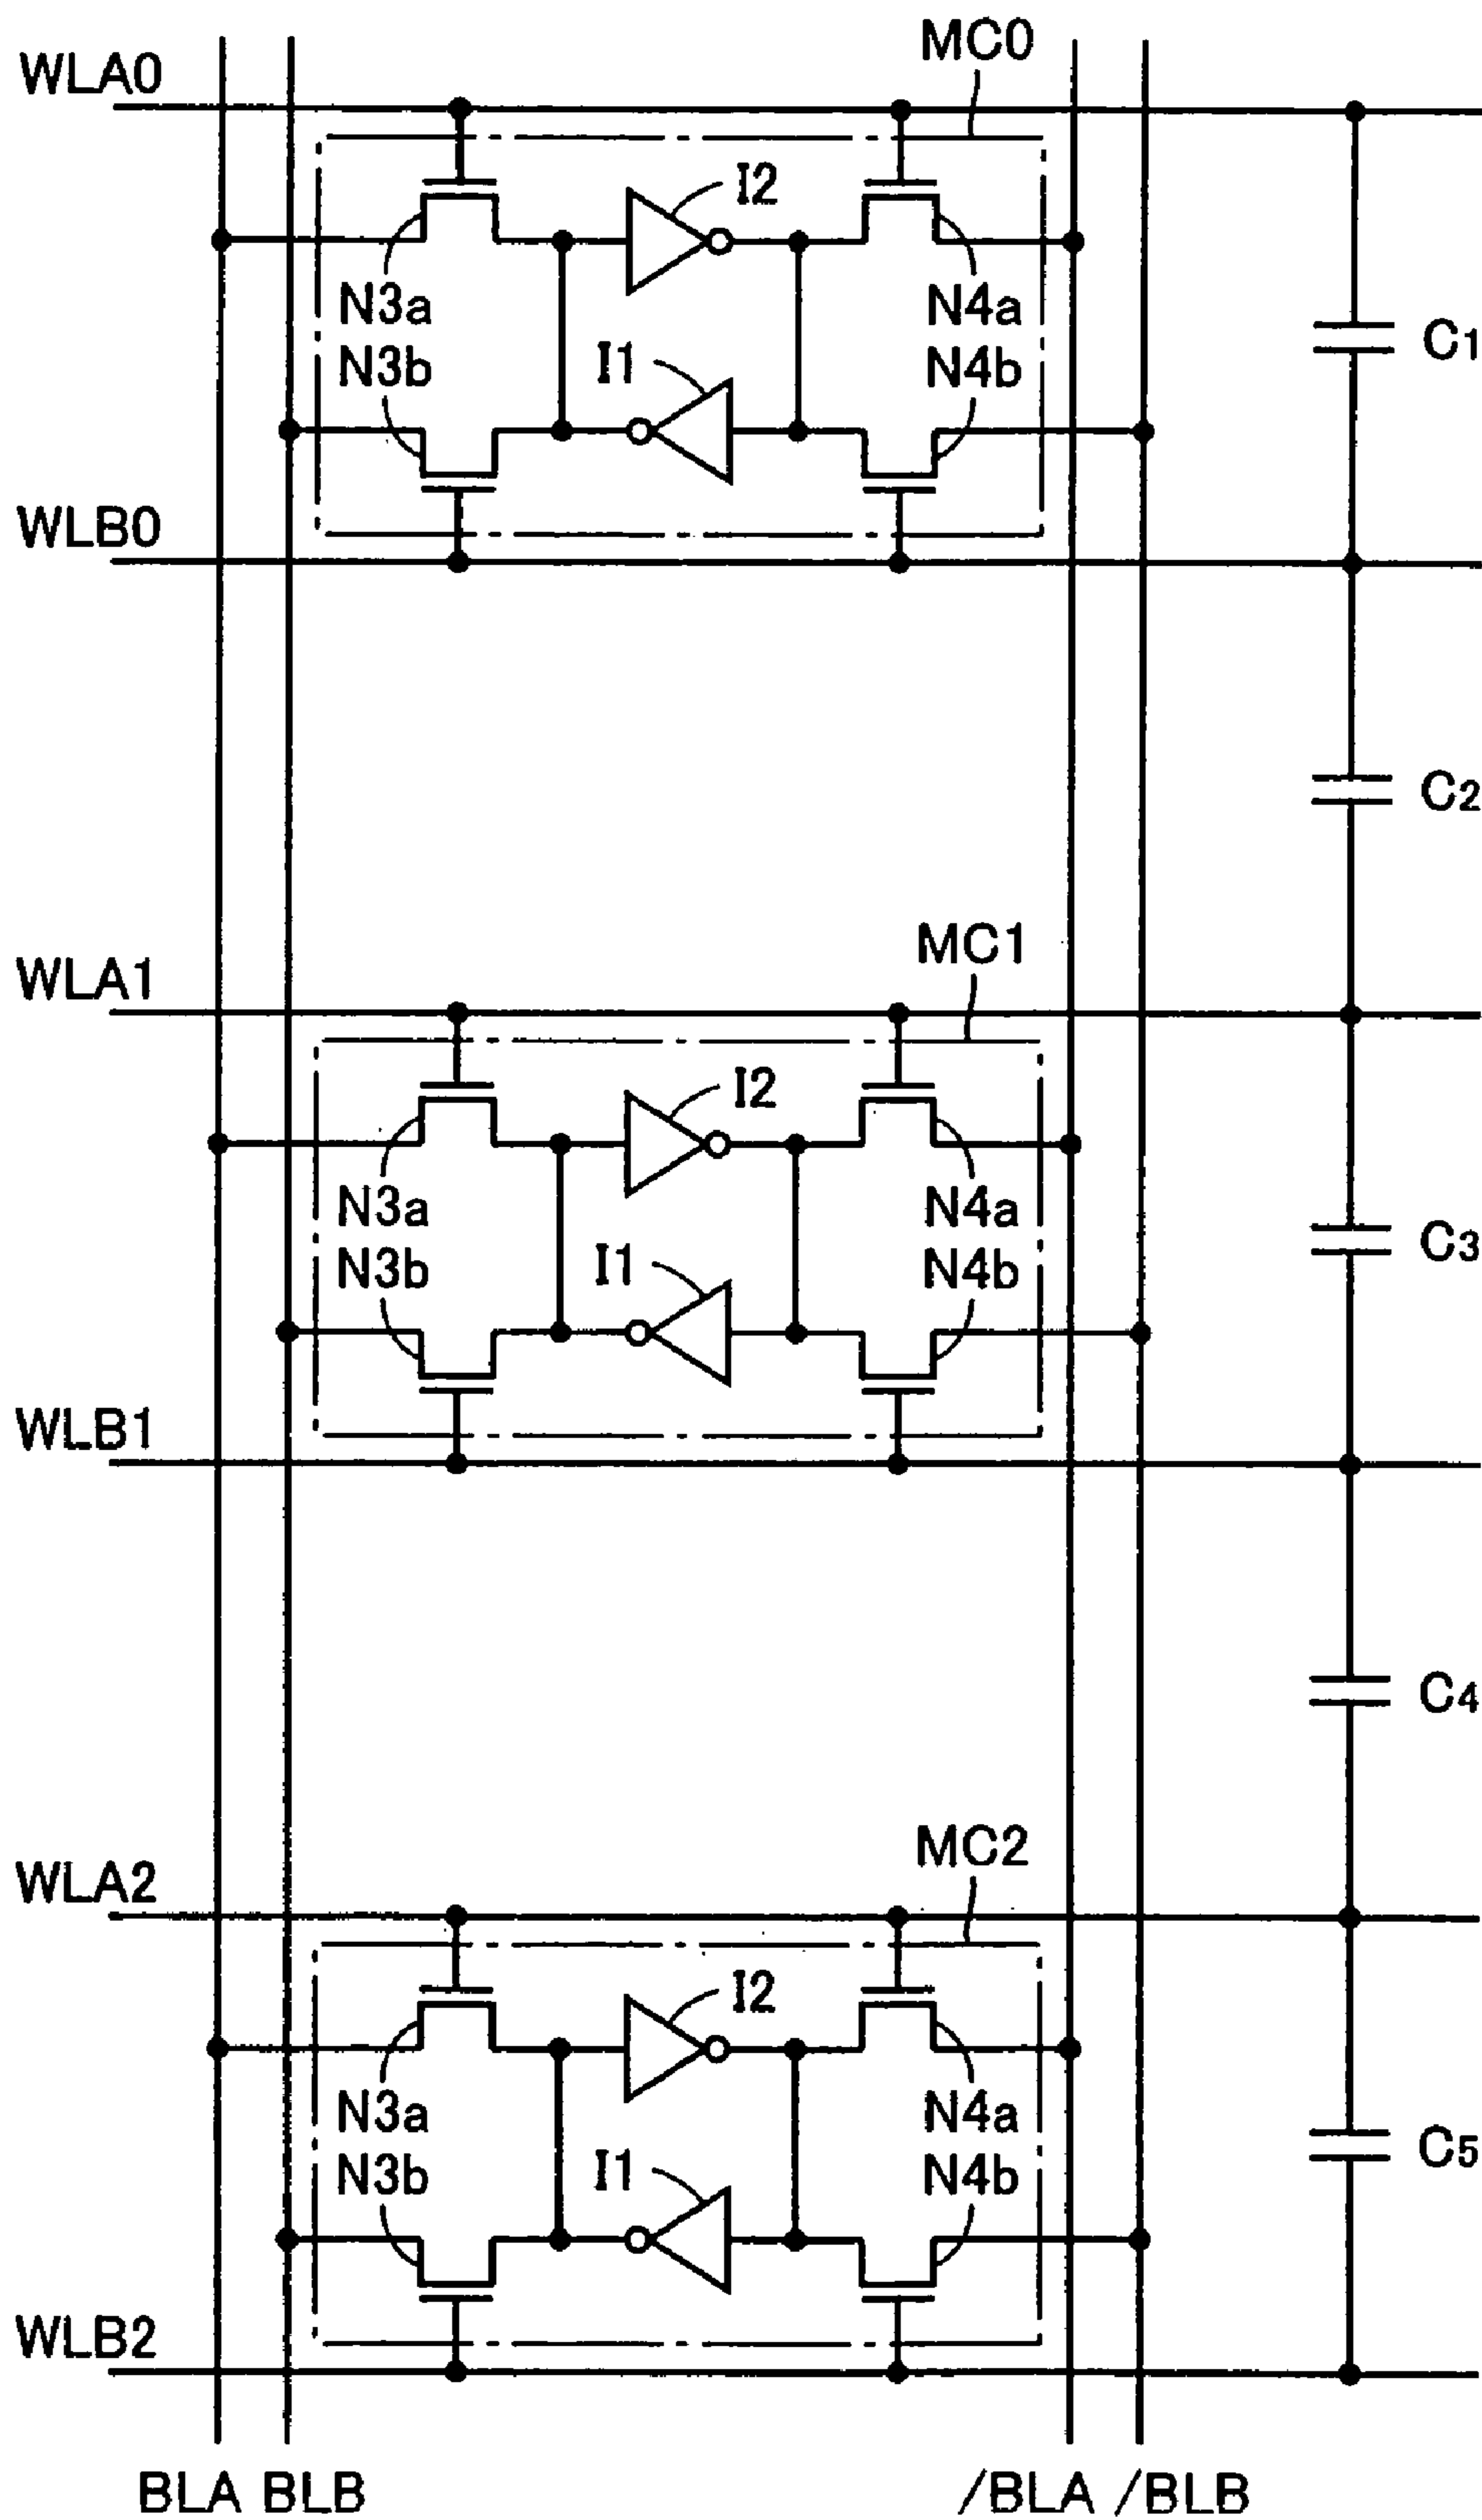 MC0
WLA0
I2
N3a
N4a
C1
N3b
I1
N4b
WLB0
C2
MC1
WLA1
I2
N3a
N4a
C3
N3b
I1
N4b
WLB1
C4
MC2
WLA2
I2
N3a
N4a
C5
N3b
I1
N4b
WLB2
BLA BLB /BLA /BLB